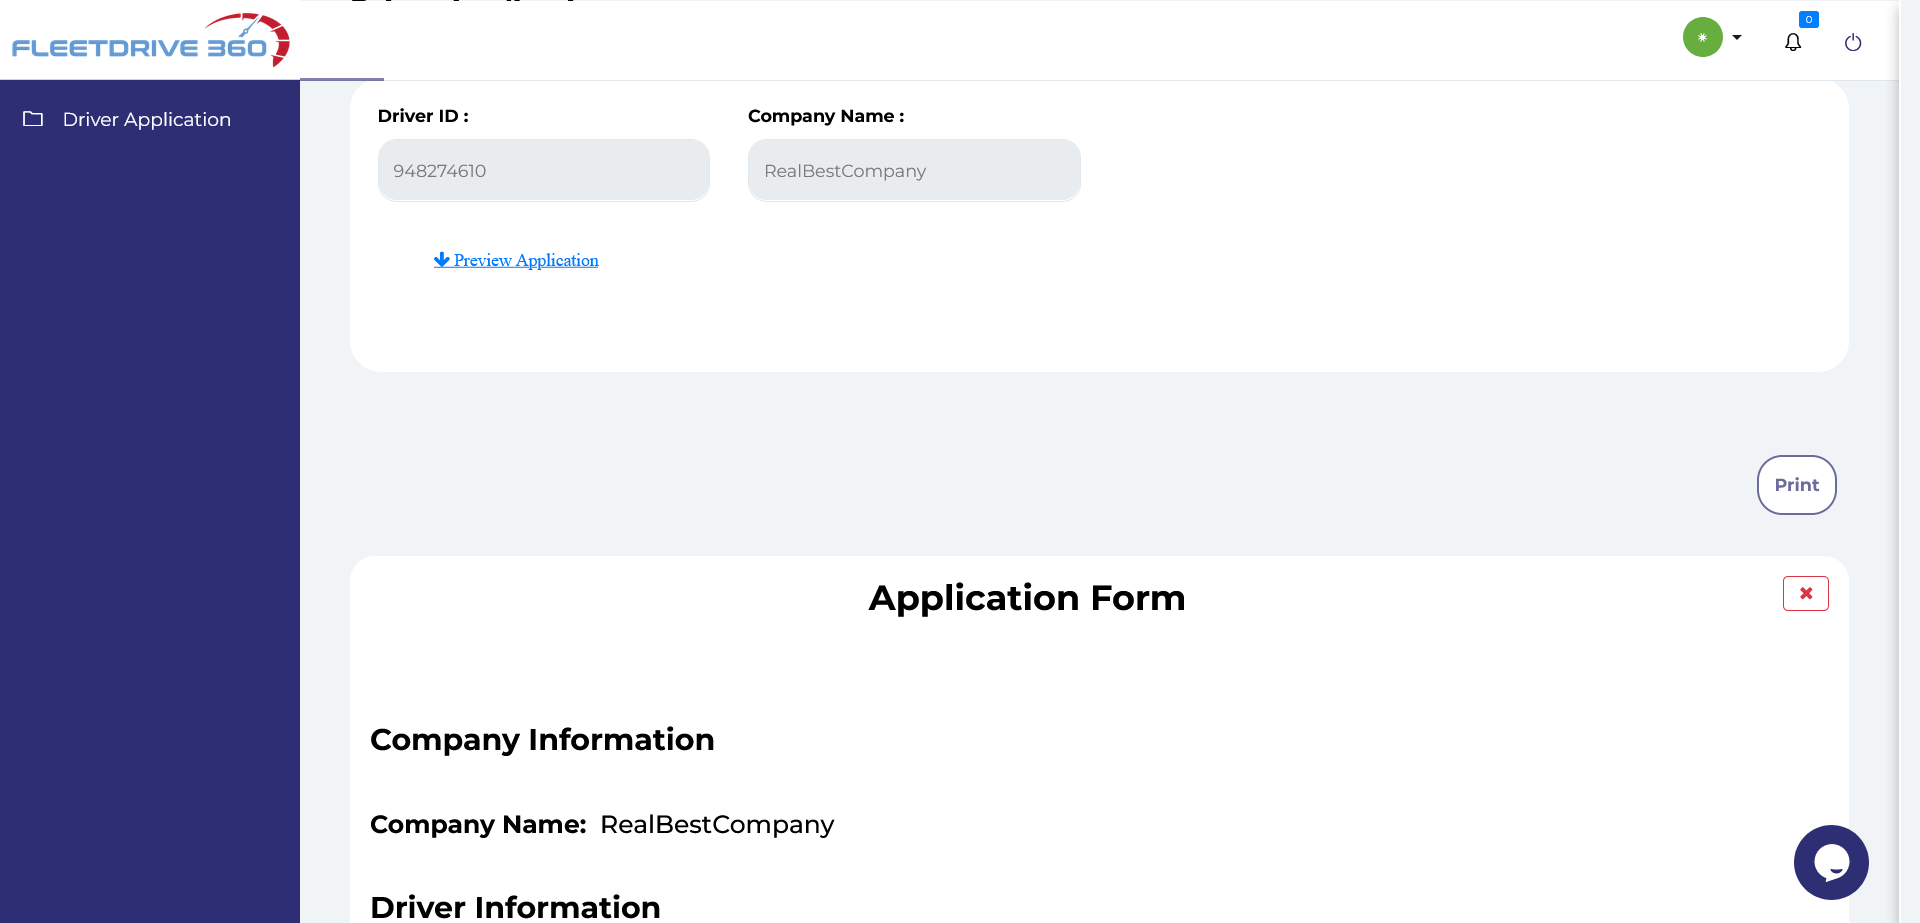 FLEETDRIVE 360
0
Driver Application
Driver ID :
Company Name :
948274610
RealBestCompany
Preview Application
Print
Application Form
Company Information
Company Name: RealBestCompany
Driver Information